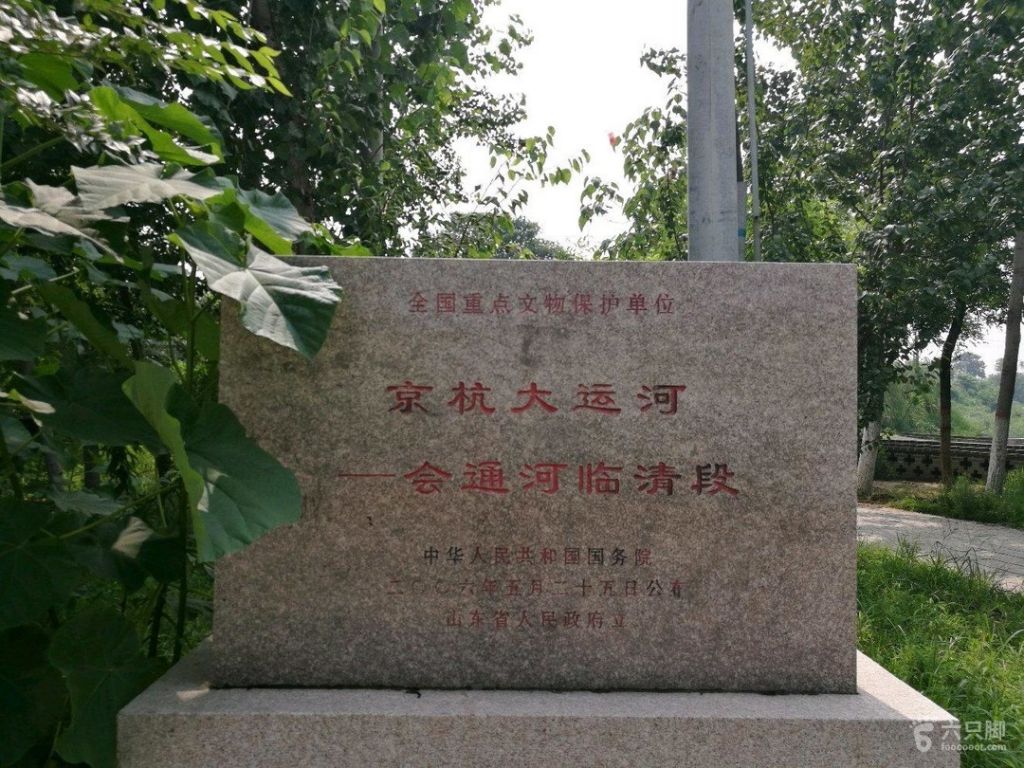 全国重点文物保护单位
京杭大运河
—会通河临清段
中华人民共和国国务院
二〇〇六年五月二十五日公布
山东省人民政府立
六只脚
foooooot.com